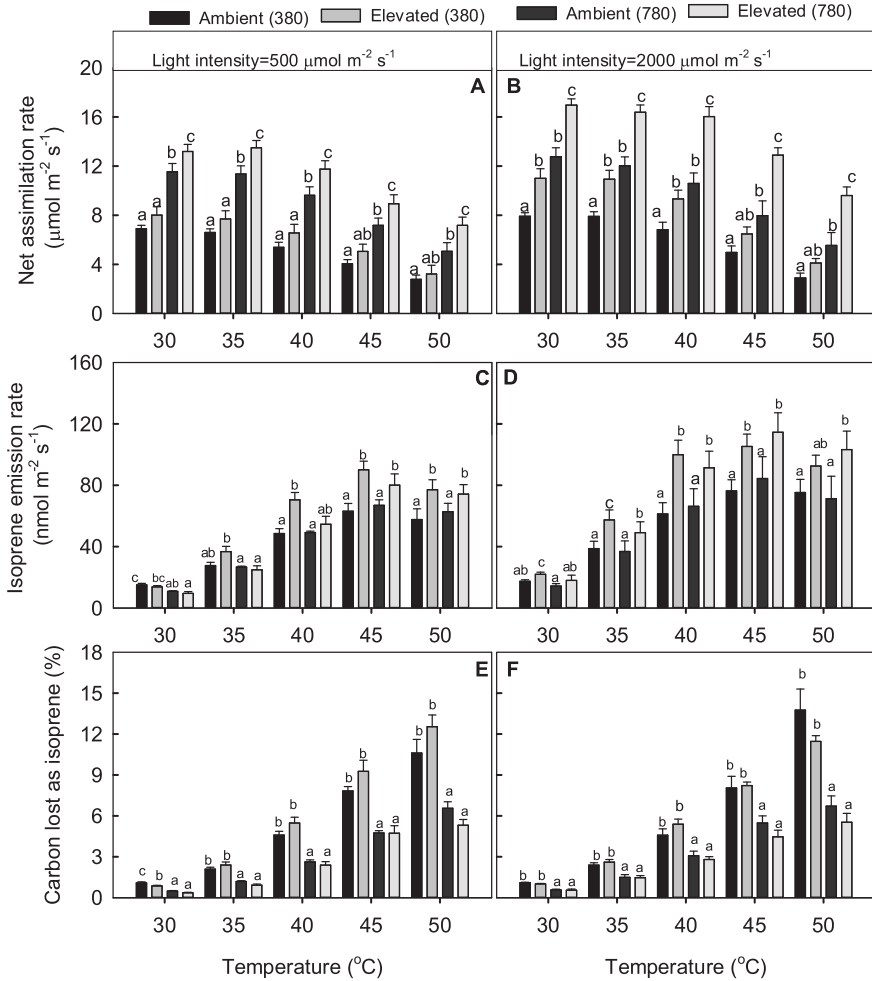 Ambient (380) Elevated (380) Ambient (780) Elevated (780)
Light intensity=500 μmol m-2 s-1 Light intensity=2000 μmol m-2 s-1
Net assimilation rate
(μmol m-2 s-1)
20
16
12
8
4
0
A
a a b c
a a b c
a a b c
a ab b c
a ab b c
30 35 40 45 50
B
a b b c
a b b c
a b b c
a ab b c
a ab b c
30 35 40 45 50
Isoprene emission rate
(nmol m-2 s-1)
160
120
80
40
0
C
c bc ab a
ab b a a
a b a ab
a b a b
a b a b
30 35 40 45 50
D
ab c a ab
a c a b
a b a b
a b a b
a ab a b
30 35 40 45 50
Carbon lost as isoprene (%)
18
15
12
9
6
3
0
E
c b a a
b b a a
b b a a
b b a a
b b a a
30 35 40 45 50
Temperature (oC)
F
b b a a
b b a a
b b a a
b b a a
b b a a
30 35 40 45 50
Temperature (oC)